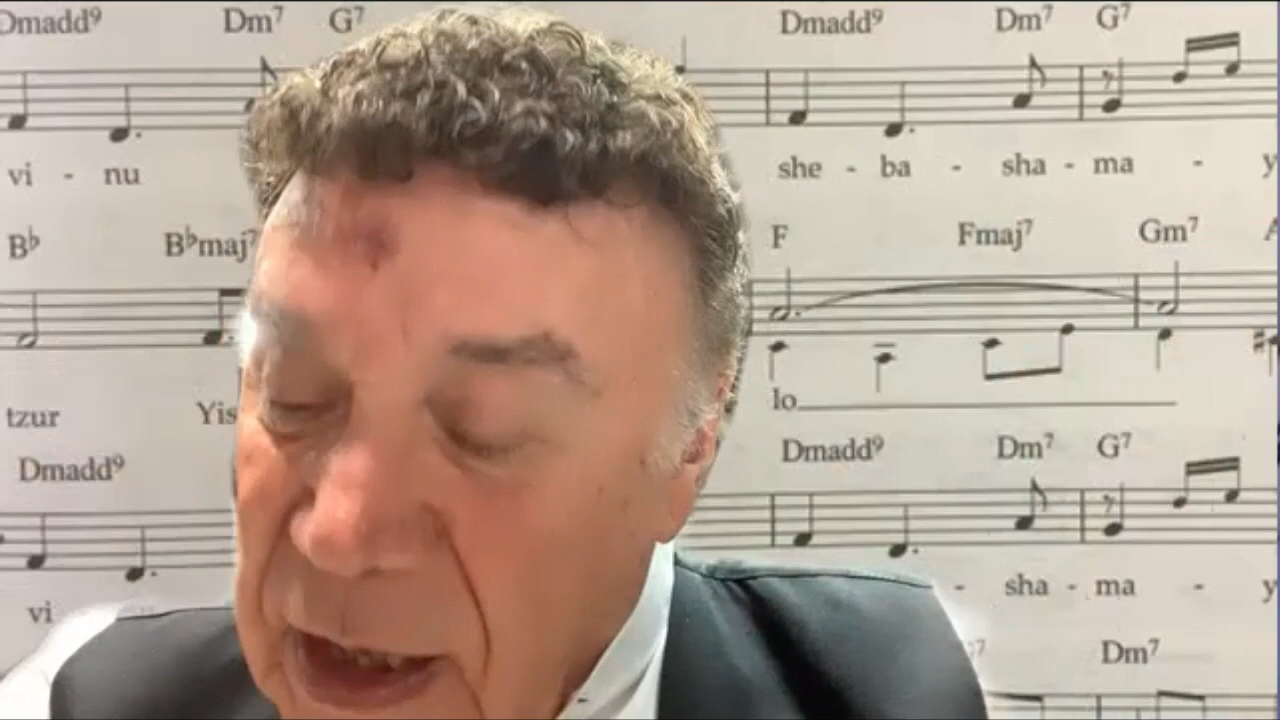 Dmadd⁹ Dm⁷ G⁷ Dmadd⁹ Dm⁷ G⁷
vi - nu she - ba - sha - ma - y
B♭ B♭maj⁷ F Fmaj⁷ Gm⁷
tzur Yis lo
Dmadd⁹ Dmadd⁹ Dm⁷ G⁷
vi - sha - ma - y
Dm⁷